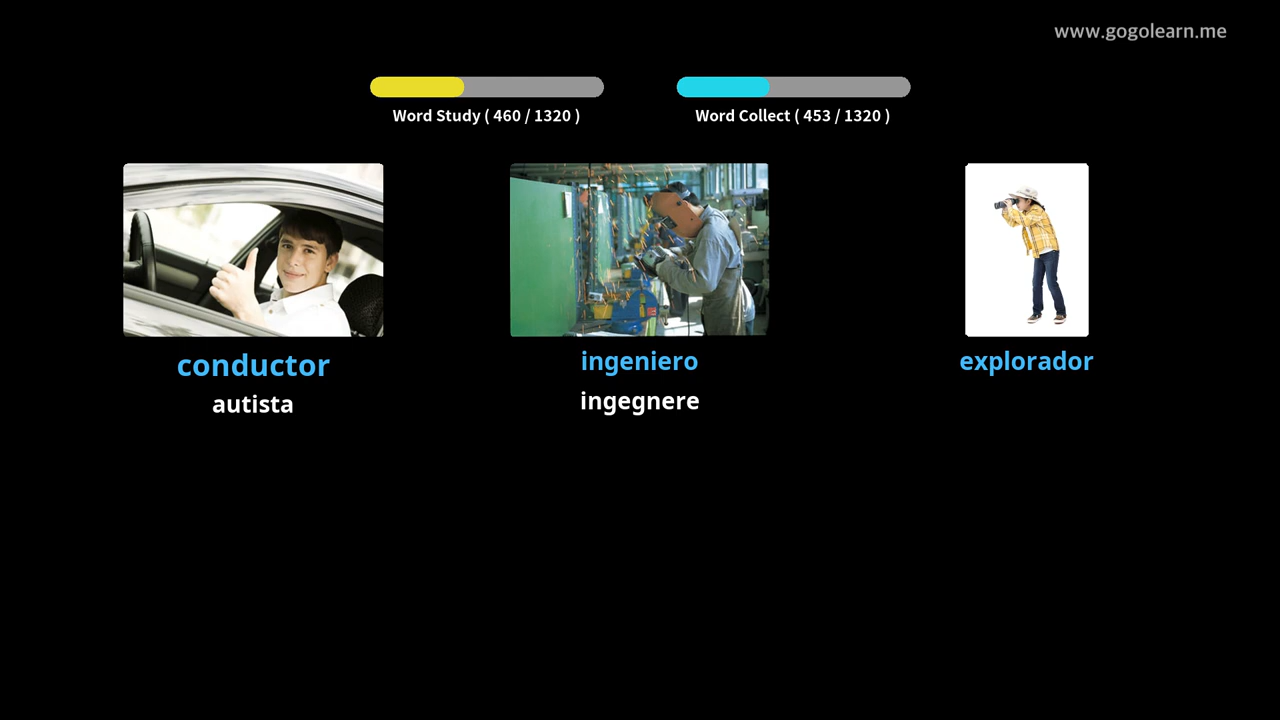 www.gogolearn.me
Word Study ( 460 / 1320 )
Word Collect ( 453 / 1320 )
conductor
autista
ingeniero
ingegnere
explorador